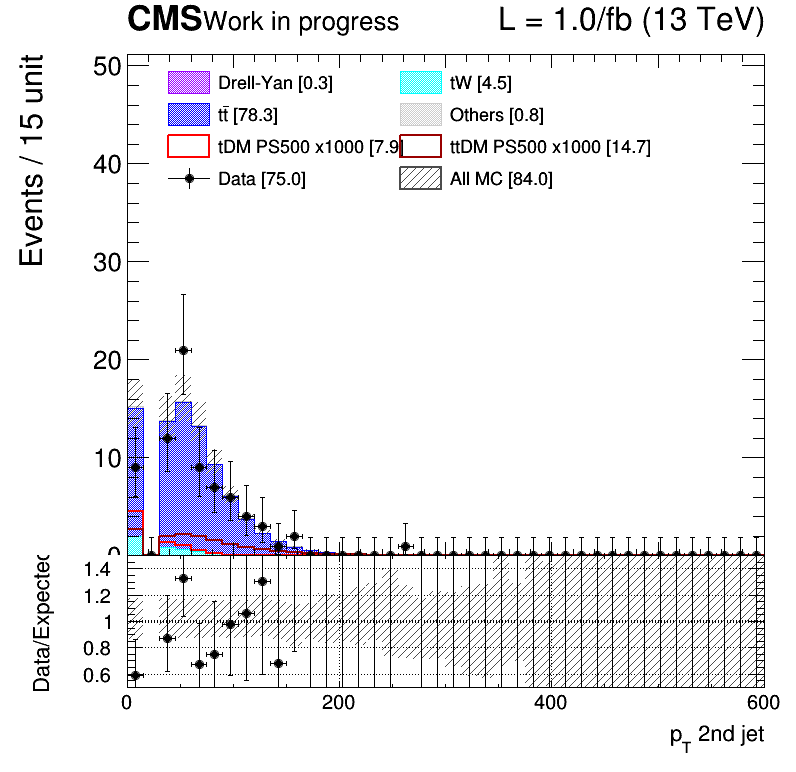 CMS Work in progress L = 1.0/fb (13 TeV)
Events / 15 unit
50
40
30
20
10
0
Drell-Yan [0.3] tW [4.5]
tt̄ [78.3] Others [0.8]
tDM PS500 x1000 [7.9] ttDM PS500 x1000 [14.7]
Data [75.0] All MC [84.0]
Data/Expected
1.4
1.2
1
0.8
0.6
0 200 400 600
p_T 2nd jet